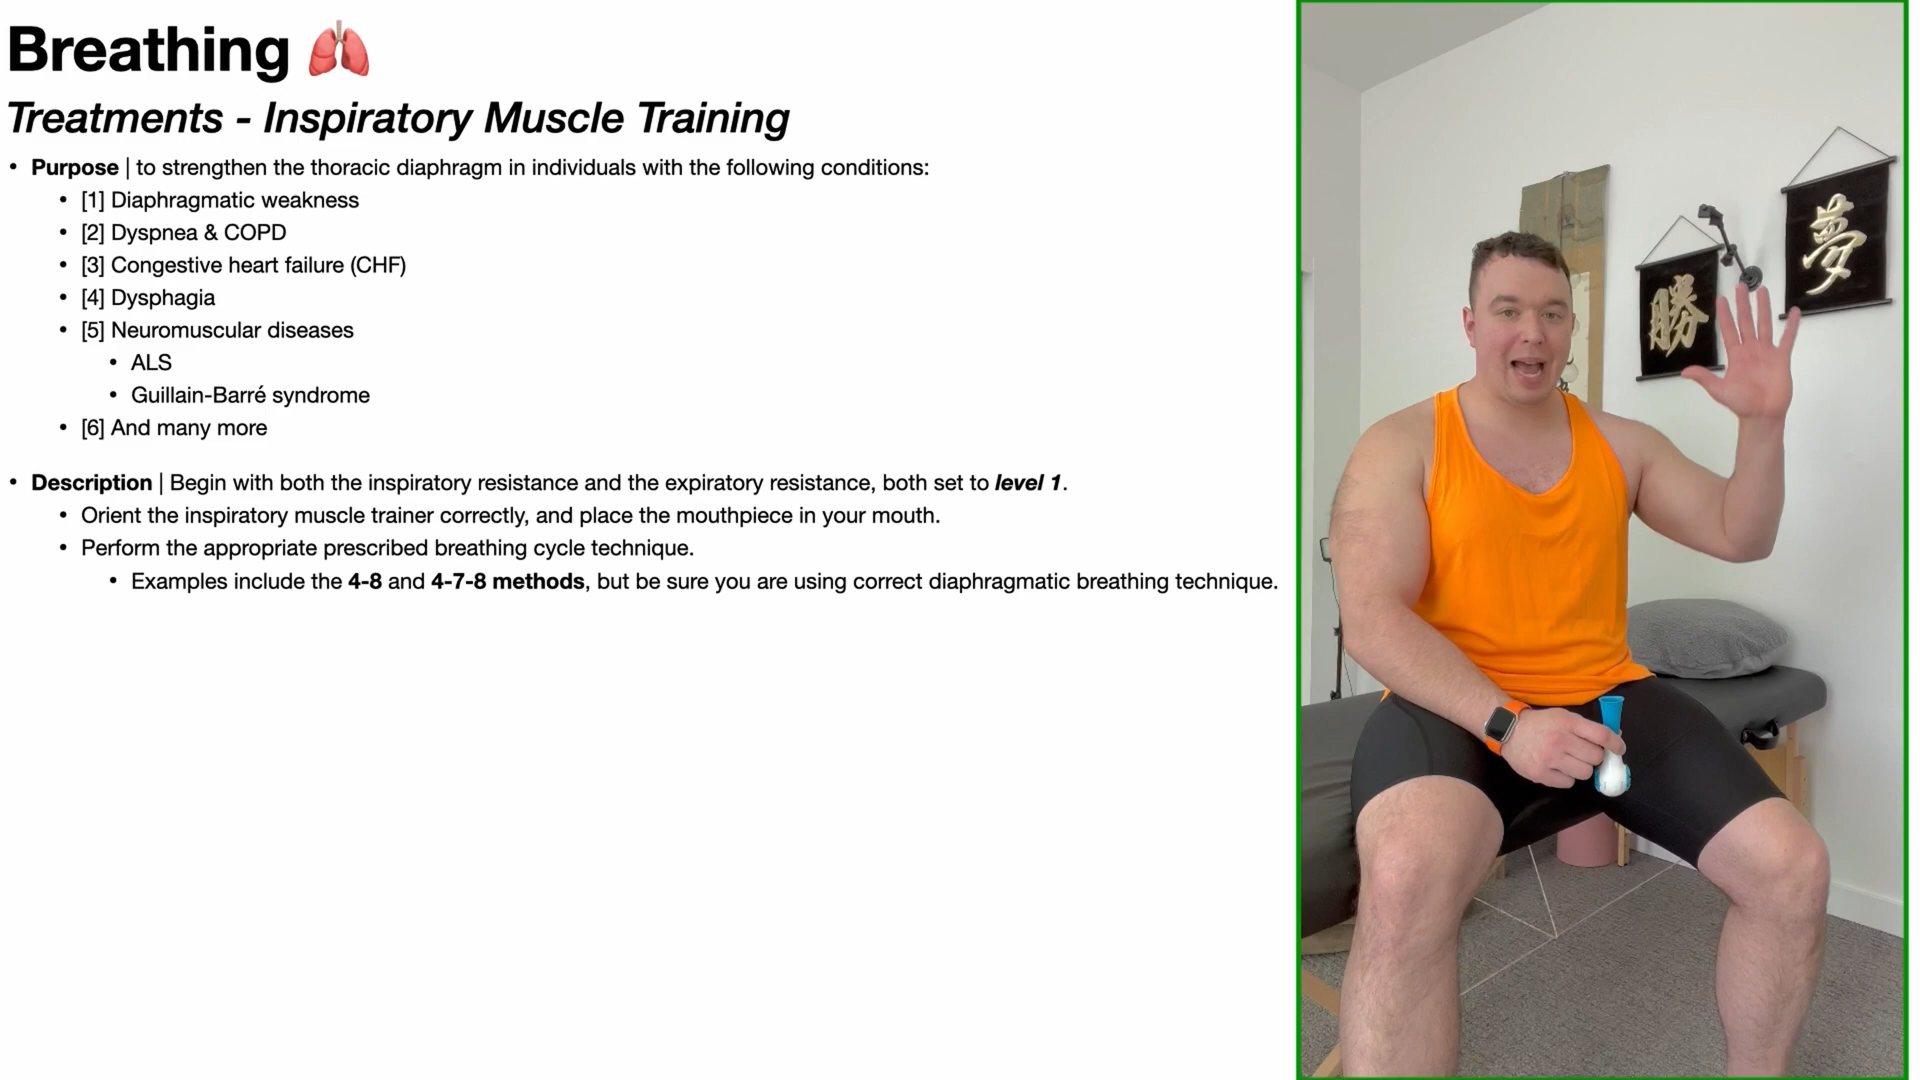 Breathing 🫁
Treatments - Inspiratory Muscle Training
• Purpose | to strengthen the thoracic diaphragm in individuals with the following conditions:
• [1] Diaphragmatic weakness
• [2] Dyspnea & COPD
• [3] Congestive heart failure (CHF)
• [4] Dysphagia
• [5] Neuromuscular diseases
• ALS
• Guillain-Barré syndrome
• [6] And many more
• Description | Begin with both the inspiratory resistance and the expiratory resistance, both set to level 1.
• Orient the inspiratory muscle trainer correctly, and place the mouthpiece in your mouth.
• Perform the appropriate prescribed breathing cycle technique.
• Examples include the 4-8 and 4-7-8 methods, but be sure you are using correct diaphragmatic breathing technique.
勝
夢